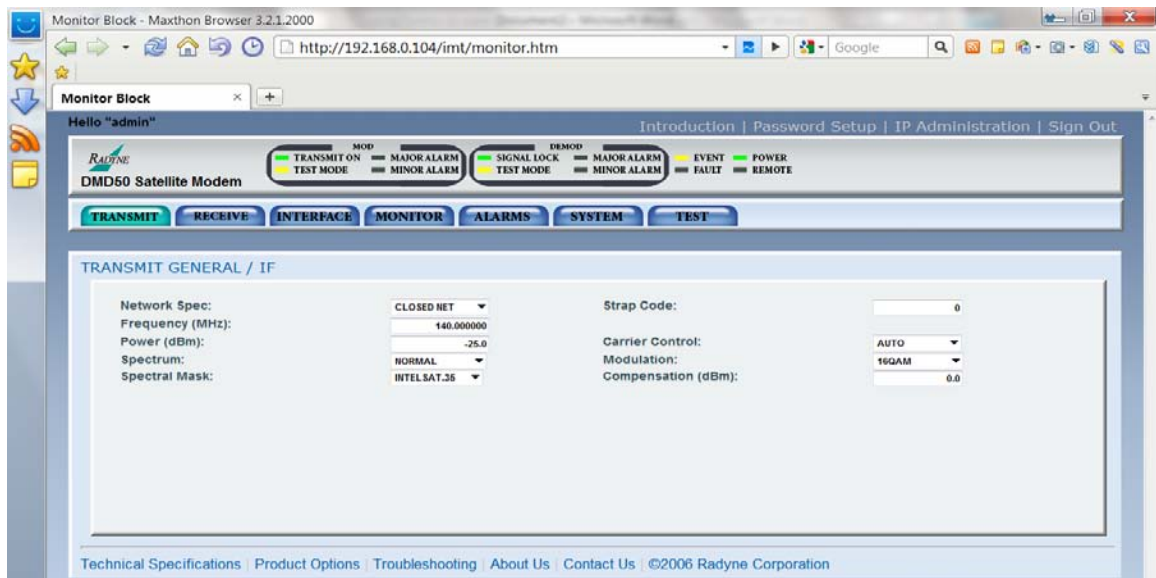 Monitor Block - Maxthon Browser 3.2.1.2000
http://192.168.0.104/imt/monitor.htm
Google
Monitor Block
Hello "admin"
Introduction | Password Setup | IP Administration | Sign Out
RADYNE
DMD50 Satellite Modem
MOD
TRANSMIT ON MAJOR ALARM
TEST MODE MINOR ALARM
DEMOD
SIGNAL LOCK MAJOR ALARM
TEST MODE MINOR ALARM
EVENT POWER
FAULT REMOTE
TRANSMIT RECEIVE INTERFACE MONITOR ALARMS SYSTEM TEST
TRANSMIT GENERAL / IF
Network Spec: CLOSED NET Strap Code: 0
Frequency (MHz): 140.000000
Power (dBm): -25.0 Carrier Control: AUTO
Spectrum: NORMAL Modulation: 16QAM
Spectral Mask: INTELSAT.35 Compensation (dBm): 0.0
Technical Specifications | Product Options | Troubleshooting | About Us | Contact Us | ©2006 Radyne Corporation